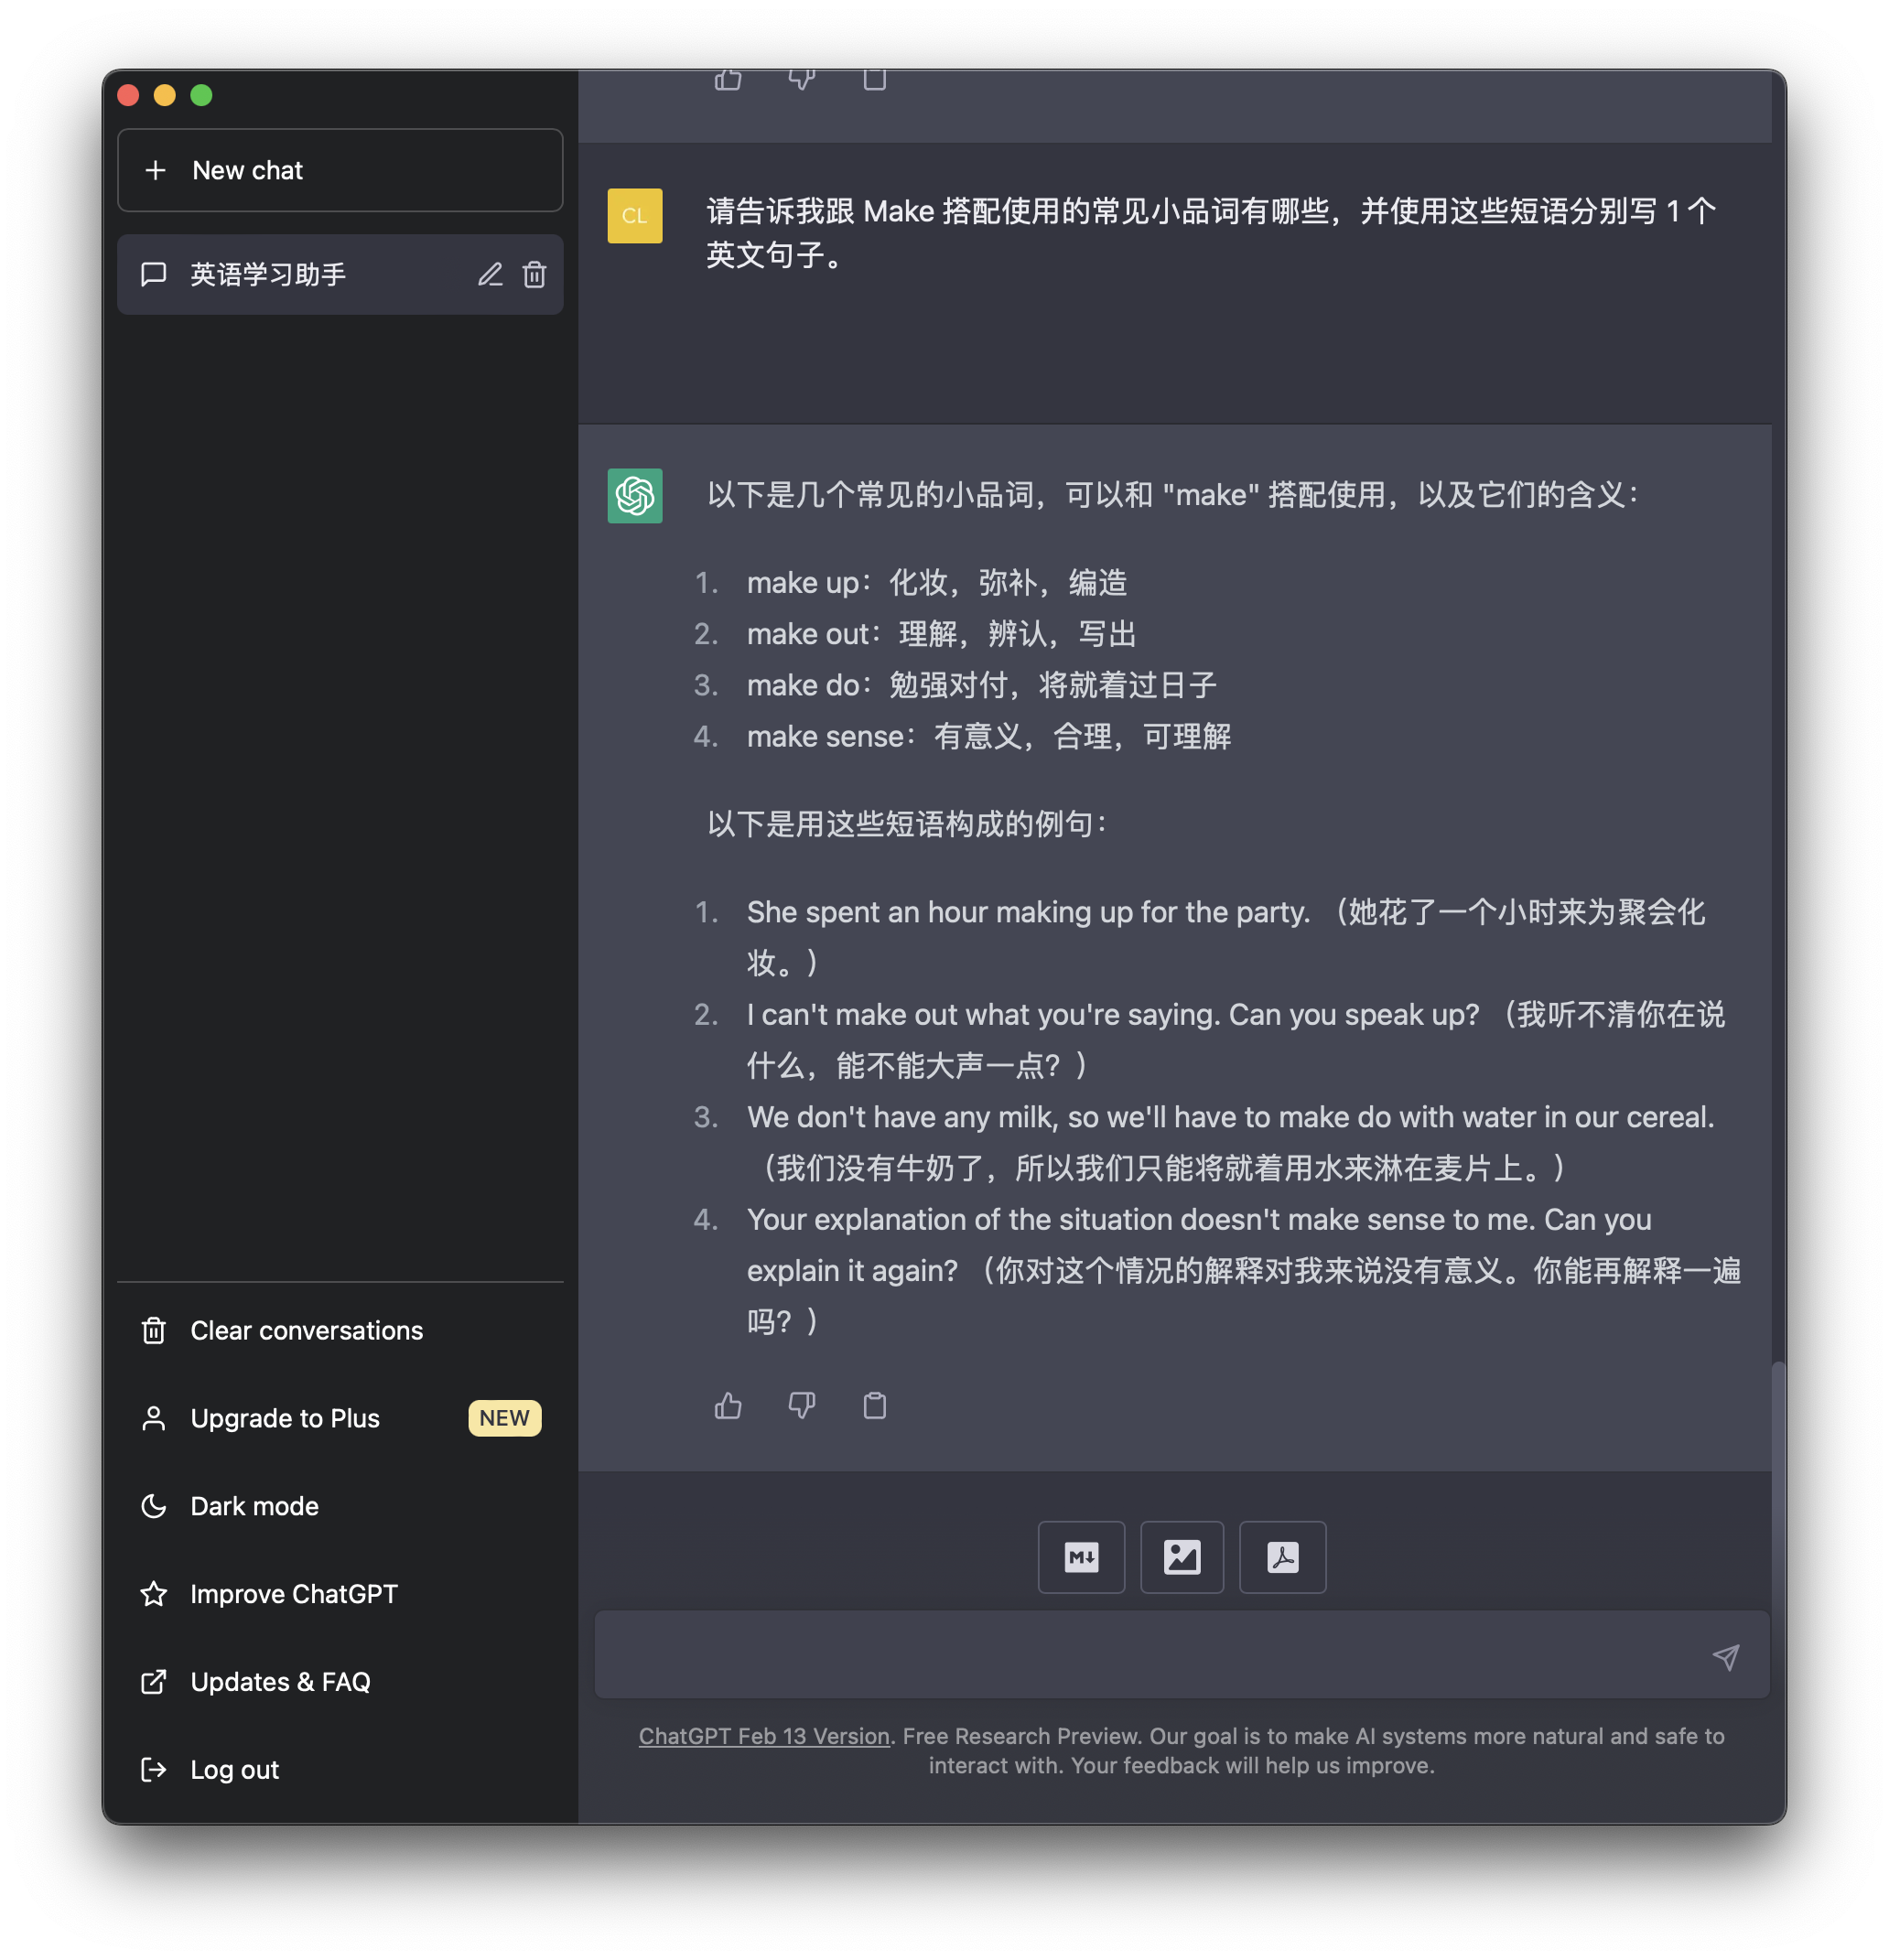 New chat
英语学习助手
Clear conversations
Upgrade to Plus
NEW
Dark mode
Improve ChatGPT
Updates & FAQ
Log out
CL
请告诉我跟 Make 搭配使用的常见小品词有哪些，并使用这些短语分别写 1 个
英文句子。
以下是几个常见的小品词，可以和 "make" 搭配使用，以及它们的含义：
1. make up：化妆，弥补，编造
2. make out：理解，辨认，写出
3. make do：勉强对付，将就着过日子
4. make sense：有意义，合理，可理解
以下是用这些短语构成的例句：
1. She spent an hour making up for the party. （她花了一个小时来为聚会化
妆。）
2. I can't make out what you're saying. Can you speak up? （我听不清你在说
什么，能不能大声一点？）
3. We don't have any milk, so we'll have to make do with water in our cereal.
（我们没有牛奶了，所以我们只能将就着用水来淋在麦片上。）
4. Your explanation of the situation doesn't make sense to me. Can you
explain it again? （你对这个情况的解释对我来说没有意义。你能再解释一遍
吗？）
M
ChatGPT Feb 13 Version. Free Research Preview. Our goal is to make AI systems more natural and safe to
interact with. Your feedback will help us improve.